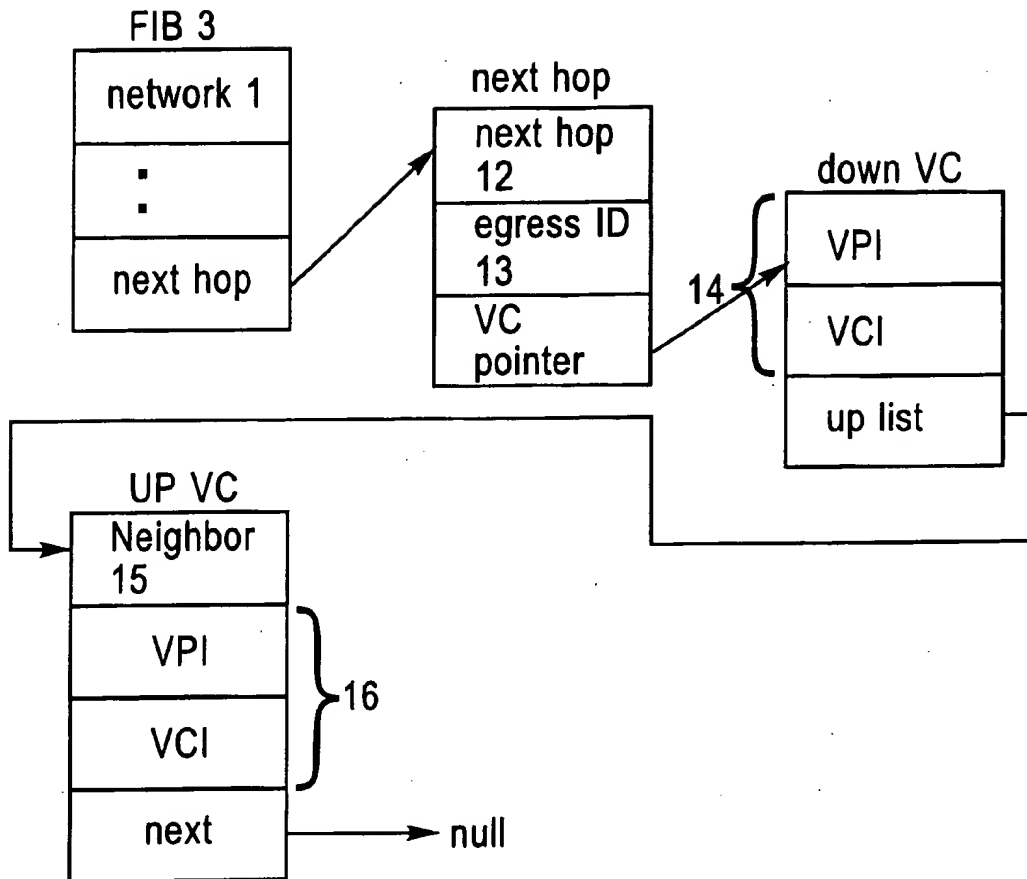 FIB 3
network 1
:
next hop
next hop
next hop
12
egress ID
13
VC
pointer
down VC
14
VPI
VCI
up list
UP VC
Neighbor
15
VPI
VCI
16
next
null